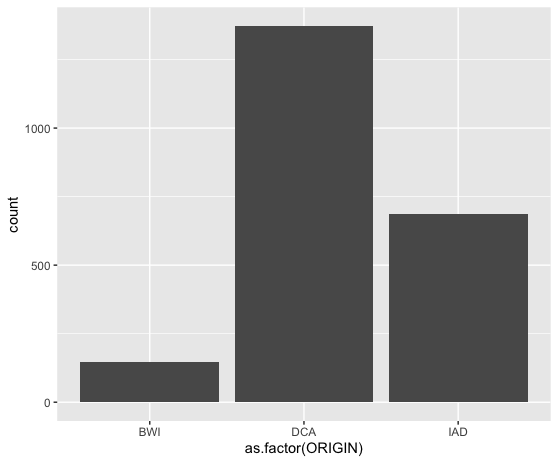 1000
500
0
count
BWI DCA IAD
as.factor(ORIGIN)